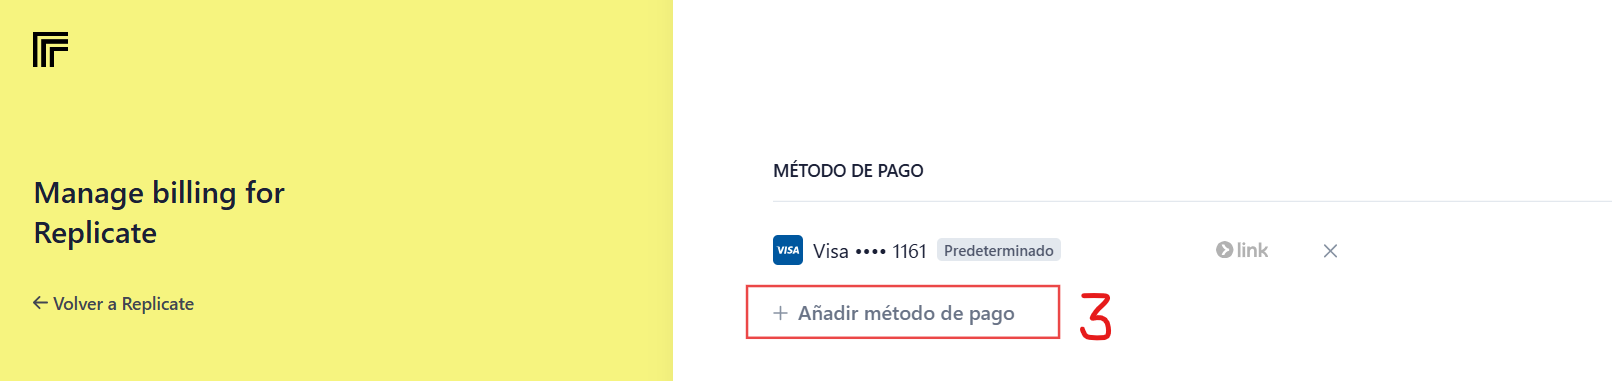 Manage billing for
Replicate
← Volver a Replicate
MÉTODO DE PAGO
VISA Visa •••• 1161 Predeterminado link ×
+ Añadir método de pago 3